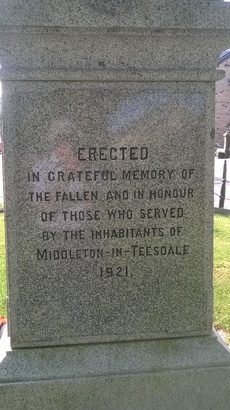 ERECTED
IN GRATEFUL MEMORY OF
THE FALLEN AND IN HONOUR
OF THOSE WHO SERVED
BY THE INHABITANTS OF
MIDDLETON-IN-TEESDALE
1921.